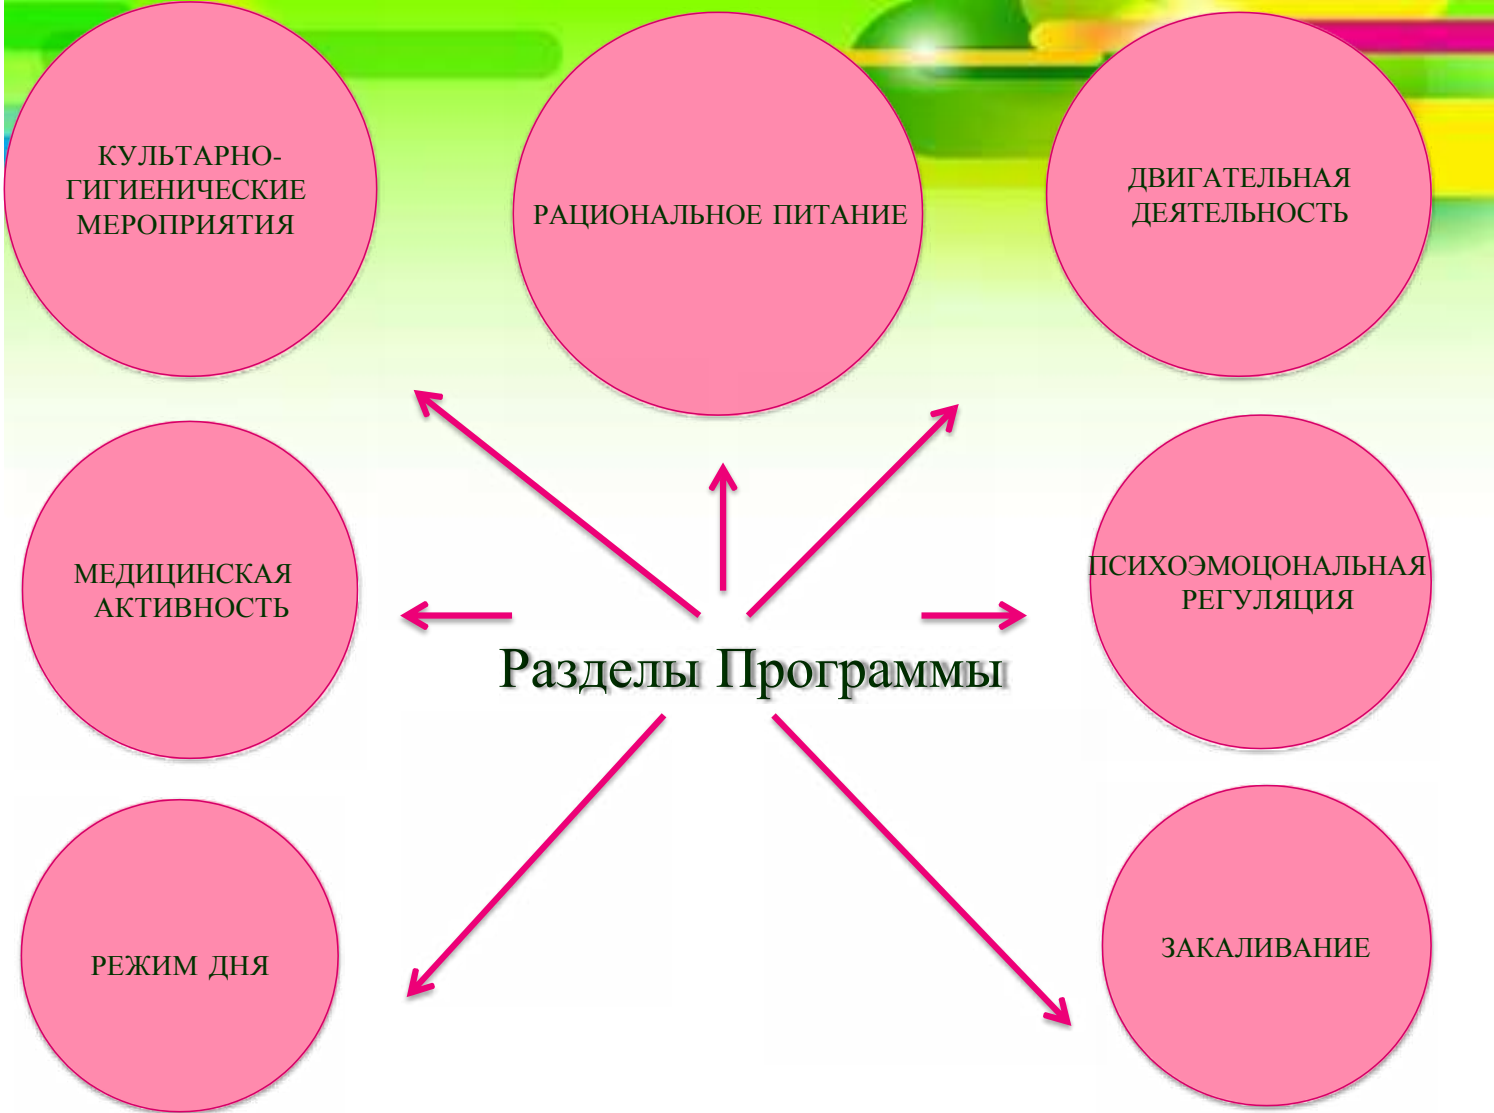 КУЛЬТАРНО-
ГИГИЕНИЧЕСКИЕ
МЕРОПРИЯТИЯ
РАЦИОНАЛЬНОЕ ПИТАНИЕ
ДВИГАТЕЛЬНАЯ
ДЕЯТЕЛЬНОСТЬ
МЕДИЦИНСКАЯ
АКТИВНОСТЬ
ПСИХОЭМОЦОНАЛЬНАЯ
РЕГУЛЯЦИЯ
Разделы Программы
РЕЖИМ ДНЯ
ЗАКАЛИВАНИЕ